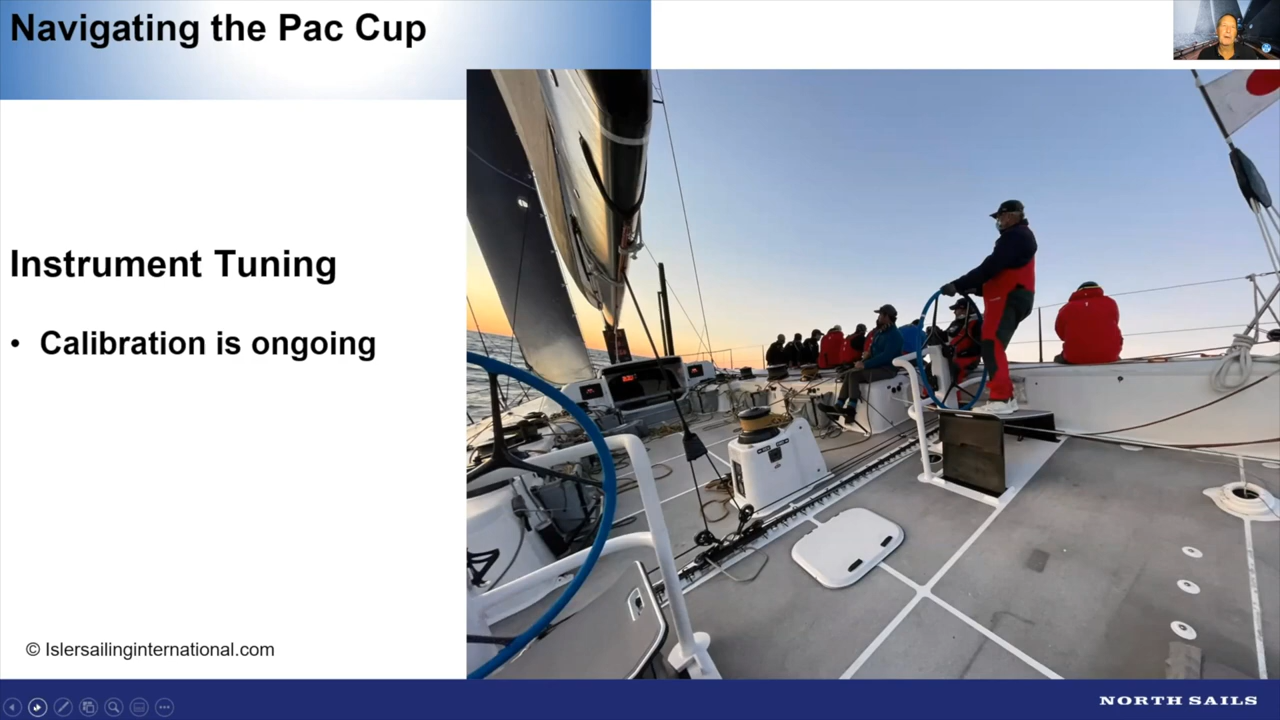 Navigating the Pac Cup
Instrument Tuning
• Calibration is ongoing
© Islersailinginternational.com
NORTH SAILS